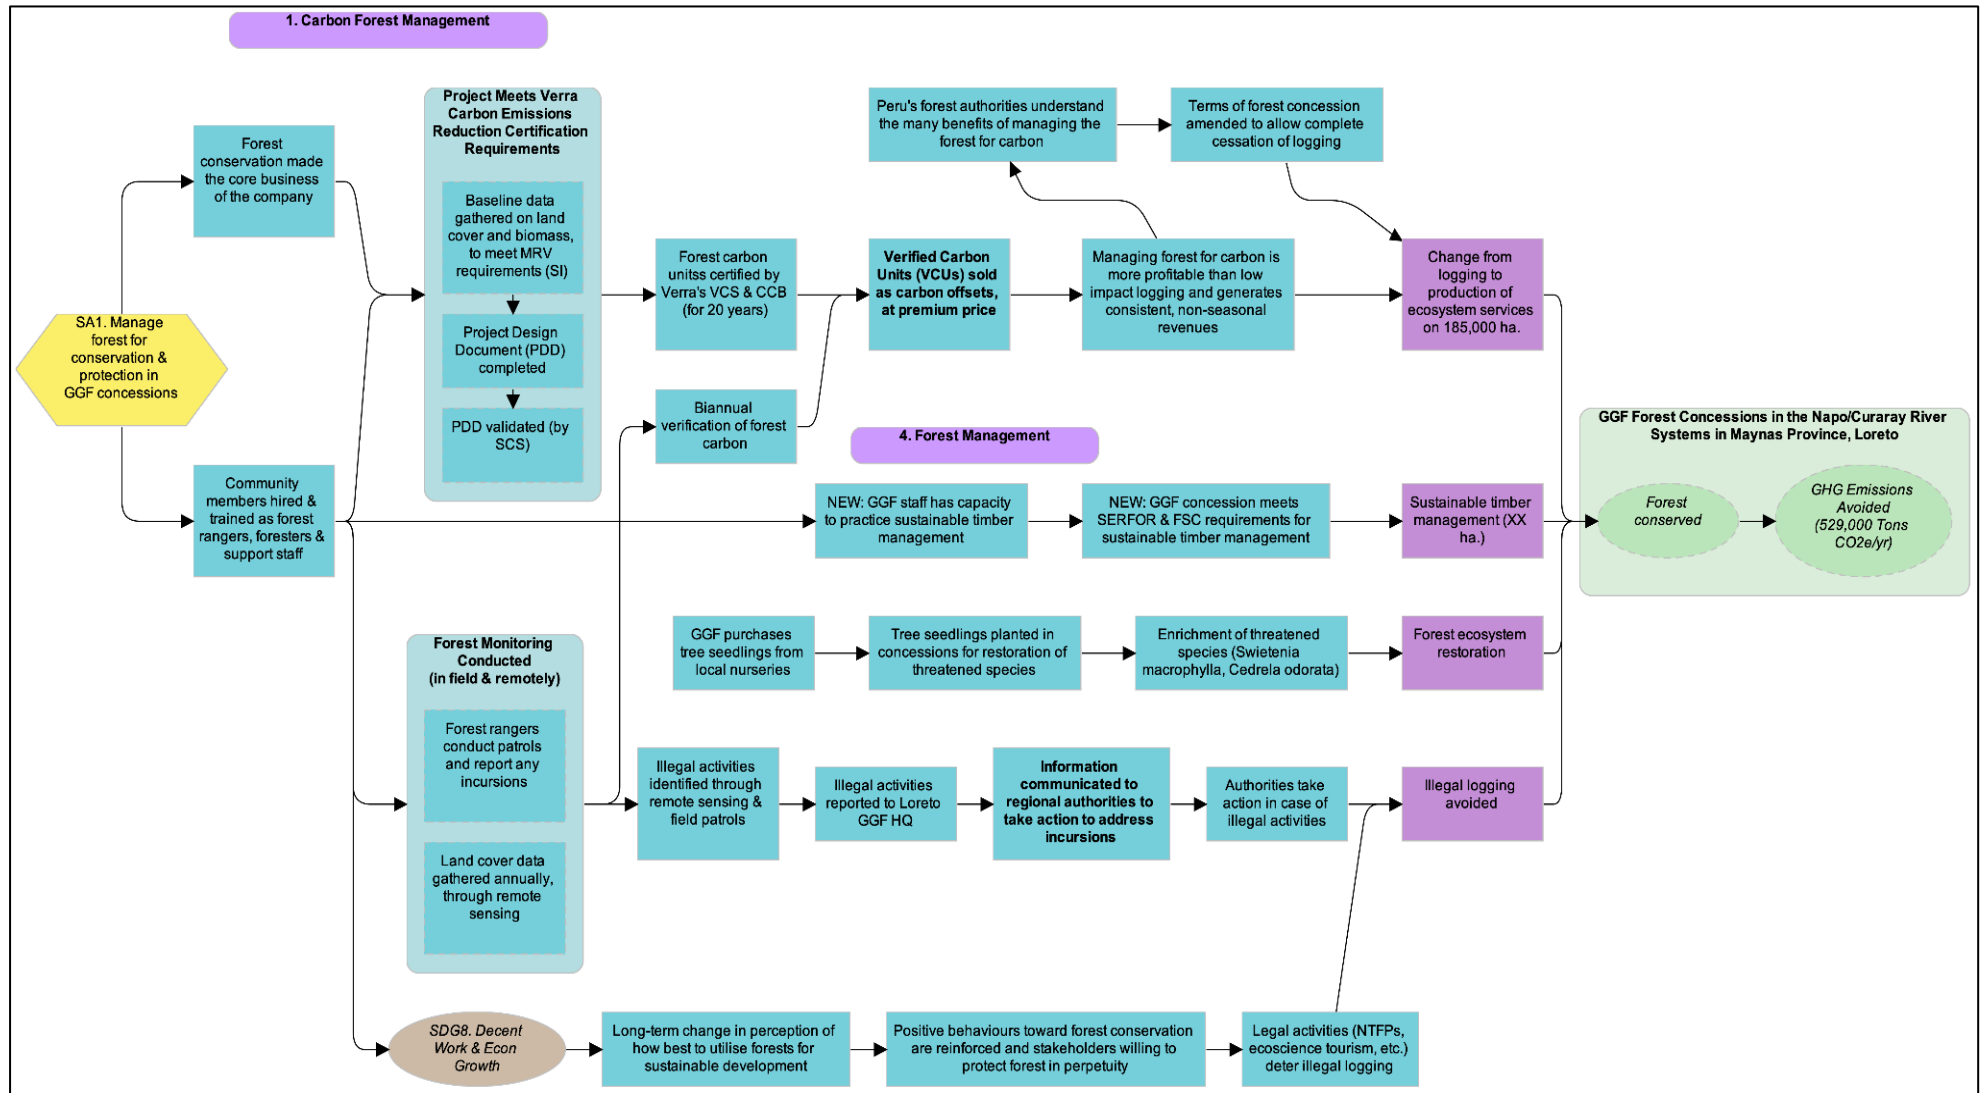 1. Carbon Forest Management
Project Meets Verra
Carbon Emissions
Reduction Certification
Requirements
Peru's forest authorities understand
the many benefits of managing the
forest for carbon
Terms of forest concession
amended to allow complete
cessation of logging
Forest
conservation made
the core business
of the company
Baseline data
gathered on land
cover and biomass,
to meet MRV
requirements (SI)
Project Design
Document (PDD)
completed
PDD validated (by
SCS)
Forest carbon
unitss certified by
Verra's VCS & CCB
(for 20 years)
Verified Carbon
Units (VCUs) sold
as carbon offsets,
at premium price
Managing forest for carbon is
more profitable than low
impact logging and generates
consistent, non-seasonal
revenues
Change from
logging to
production of
ecosystem services
on 185,000 ha.
SA1. Manage
forest for
conservation &
protection in
GGF concessions
Biannual
verification of forest
carbon
4. Forest Management
GGF Forest Concessions in the Napo/Curaray River
Systems in Maynas Province, Loreto
Forest
conserved
GHG Emissions
Avoided
(529,000 Tons
CO2e/yr)
Community
members hired &
trained as forest
rangers, foresters &
support staff
NEW: GGF staff has capacity
to practice sustainable timber
management
NEW: GGF concession meets
SERFOR & FSC requirements for
sustainable timber management
Sustainable timber
management (XX
ha.)
GGF purchases
tree seedlings from
local nurseries
Tree seedlings planted in
concessions for restoration of
threatened species
Enrichment of threatened
species (Swietenia
macrophylla, Cedrela odorata)
Forest ecosystem
restoration
Forest Monitoring
Conducted
(in field & remotely)
Forest rangers
conduct patrols
and report any
incursions
Land cover data
gathered annually,
through remote
sensing
Illegal activities
identified through
remote sensing &
field patrols
Illegal activities
reported to Loreto
GGF HQ
Information
communicated to
regional authorities to
take action to address
incursions
Authorities take
action in case of
illegal activities
Illegal logging
avoided
SDG8. Decent
Work & Econ
Growth
Long-term change in perception of
how best to utilise forests for
sustainable development
Positive behaviours toward forest conservation
are reinforced and stakeholders willing to
protect forest in perpetuity
Legal activities (NTFPs,
ecoscience tourism, etc.)
deter illegal logging